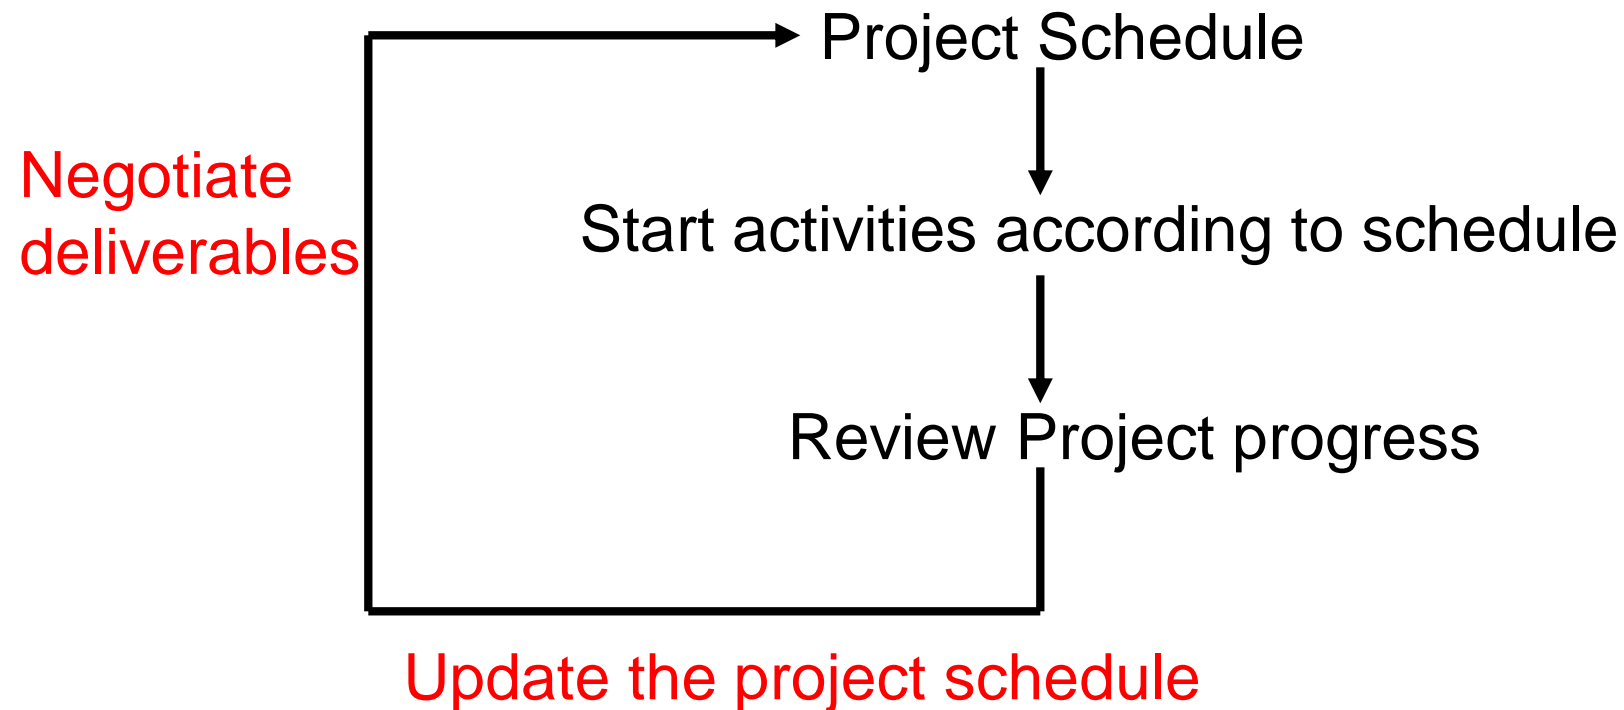 Project Schedule
Negotiate
deliverables
Start activities according to schedule
Review Project progress
Update the project schedule